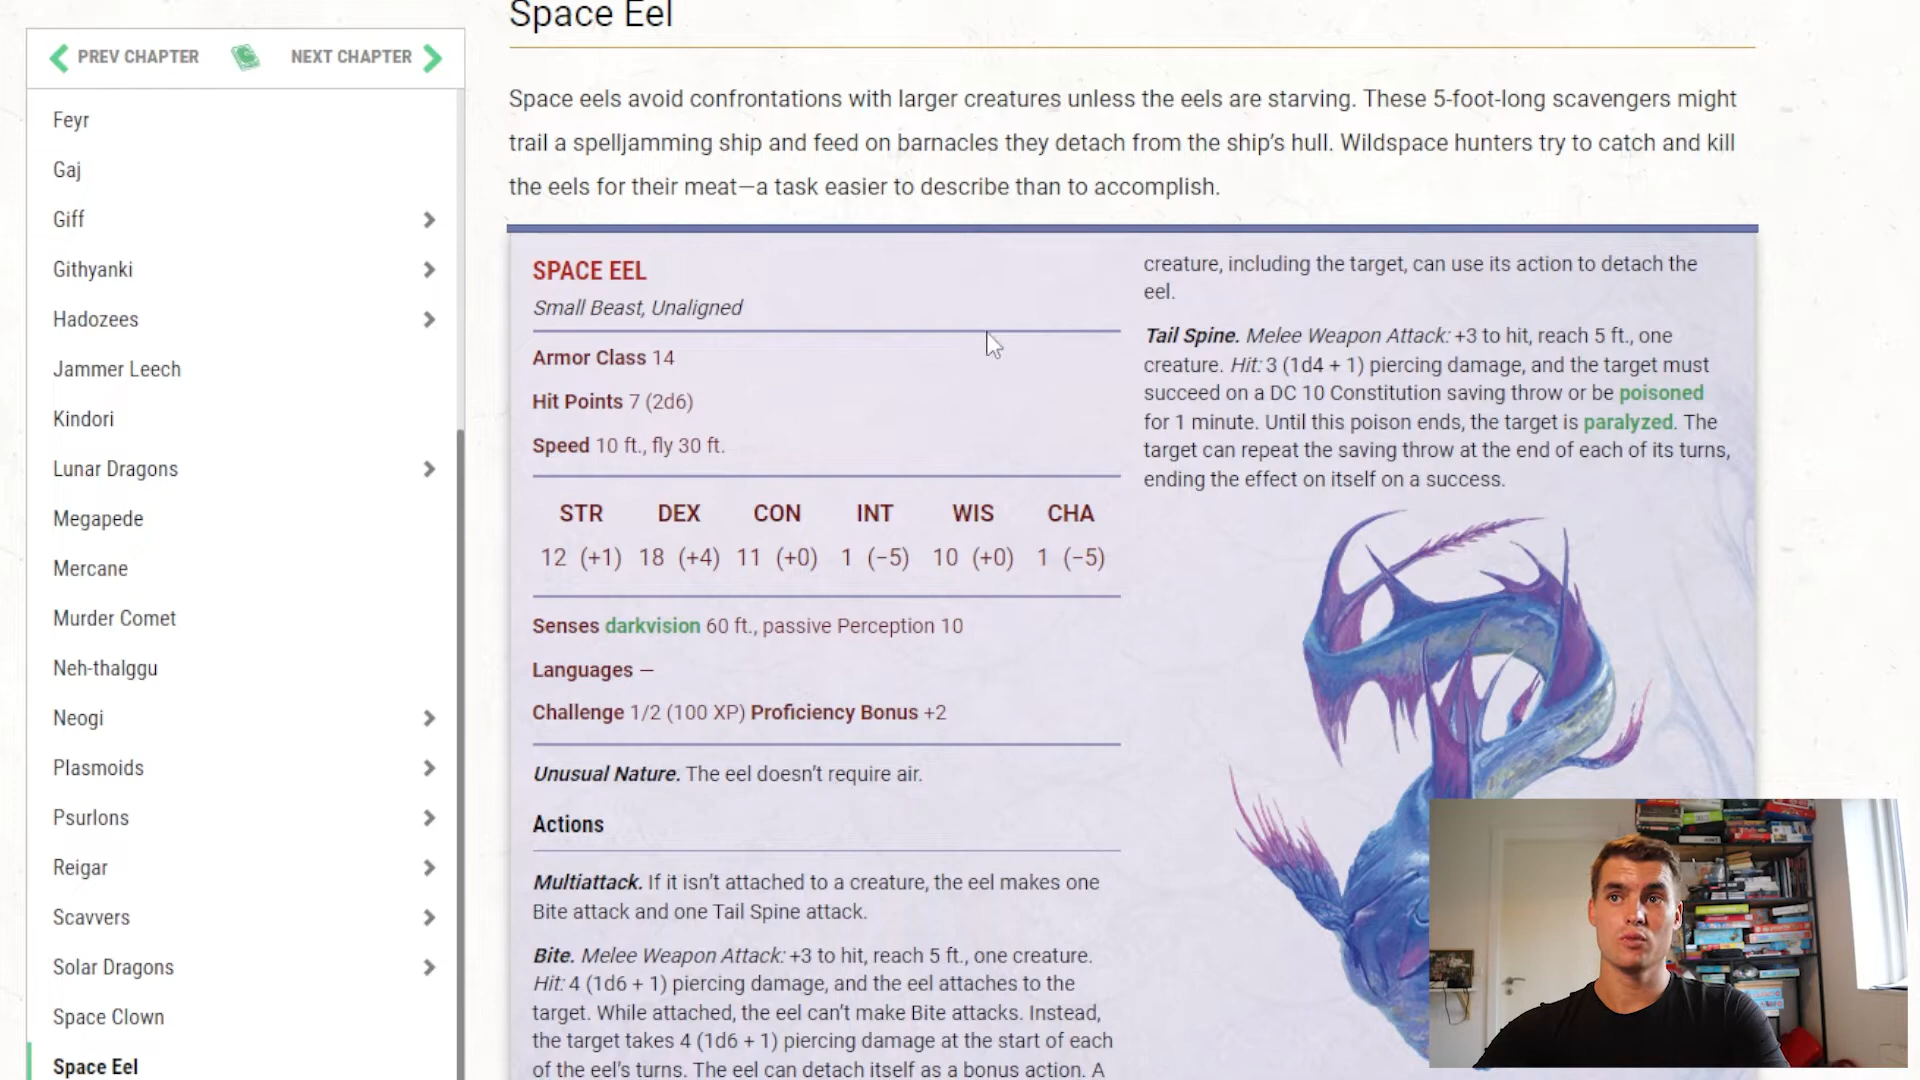 Space Eel
PREV CHAPTER
NEXT CHAPTER
Feyr
Gaj
Giff
Githyanki
Hadozees
Jammer Leech
Kindori
Lunar Dragons
Megapede
Mercane
Murder Comet
Neh-thalggu
Neogi
Plasmoids
Psurlons
Reigar
Scavvers
Solar Dragons
Space Clown
Space Eel
Space eels avoid confrontations with larger creatures unless the eels are starving. These 5-foot-long scavengers might
trail a spelljamming ship and feed on barnacles they detach from the ship's hull. Wildspace hunters try to catch and kill
the eels for their meat—a task easier to describe than to accomplish.
SPACE EEL
Small Beast, Unaligned
Armor Class 14
Hit Points 7 (2d6)
Speed 10 ft., fly 30 ft.
STR DEX CON INT WIS CHA
12 (+1) 18 (+4) 11 (+0) 1 (−5) 10 (+0) 1 (−5)
Senses darkvision 60 ft., passive Perception 10
Languages —
Challenge 1/2 (100 XP) Proficiency Bonus +2
Unusual Nature. The eel doesn't require air.
Actions
Multiattack. If it isn't attached to a creature, the eel makes one
Bite attack and one Tail Spine attack.
Bite. Melee Weapon Attack: +3 to hit, reach 5 ft., one creature.
Hit: 4 (1d6 + 1) piercing damage, and the eel attaches to the
target. While attached, the eel can't make Bite attacks. Instead,
the target takes 4 (1d6 + 1) piercing damage at the start of each
of the eel's turns. The eel can detach itself as a bonus action. A
creature, including the target, can use its action to detach the
eel.
Tail Spine. Melee Weapon Attack: +3 to hit, reach 5 ft., one
creature. Hit: 3 (1d4 + 1) piercing damage, and the target must
succeed on a DC 10 Constitution saving throw or be poisoned
for 1 minute. Until this poison ends, the target is paralyzed. The
target can repeat the saving throw at the end of each of its turns,
ending the effect on itself on a success.